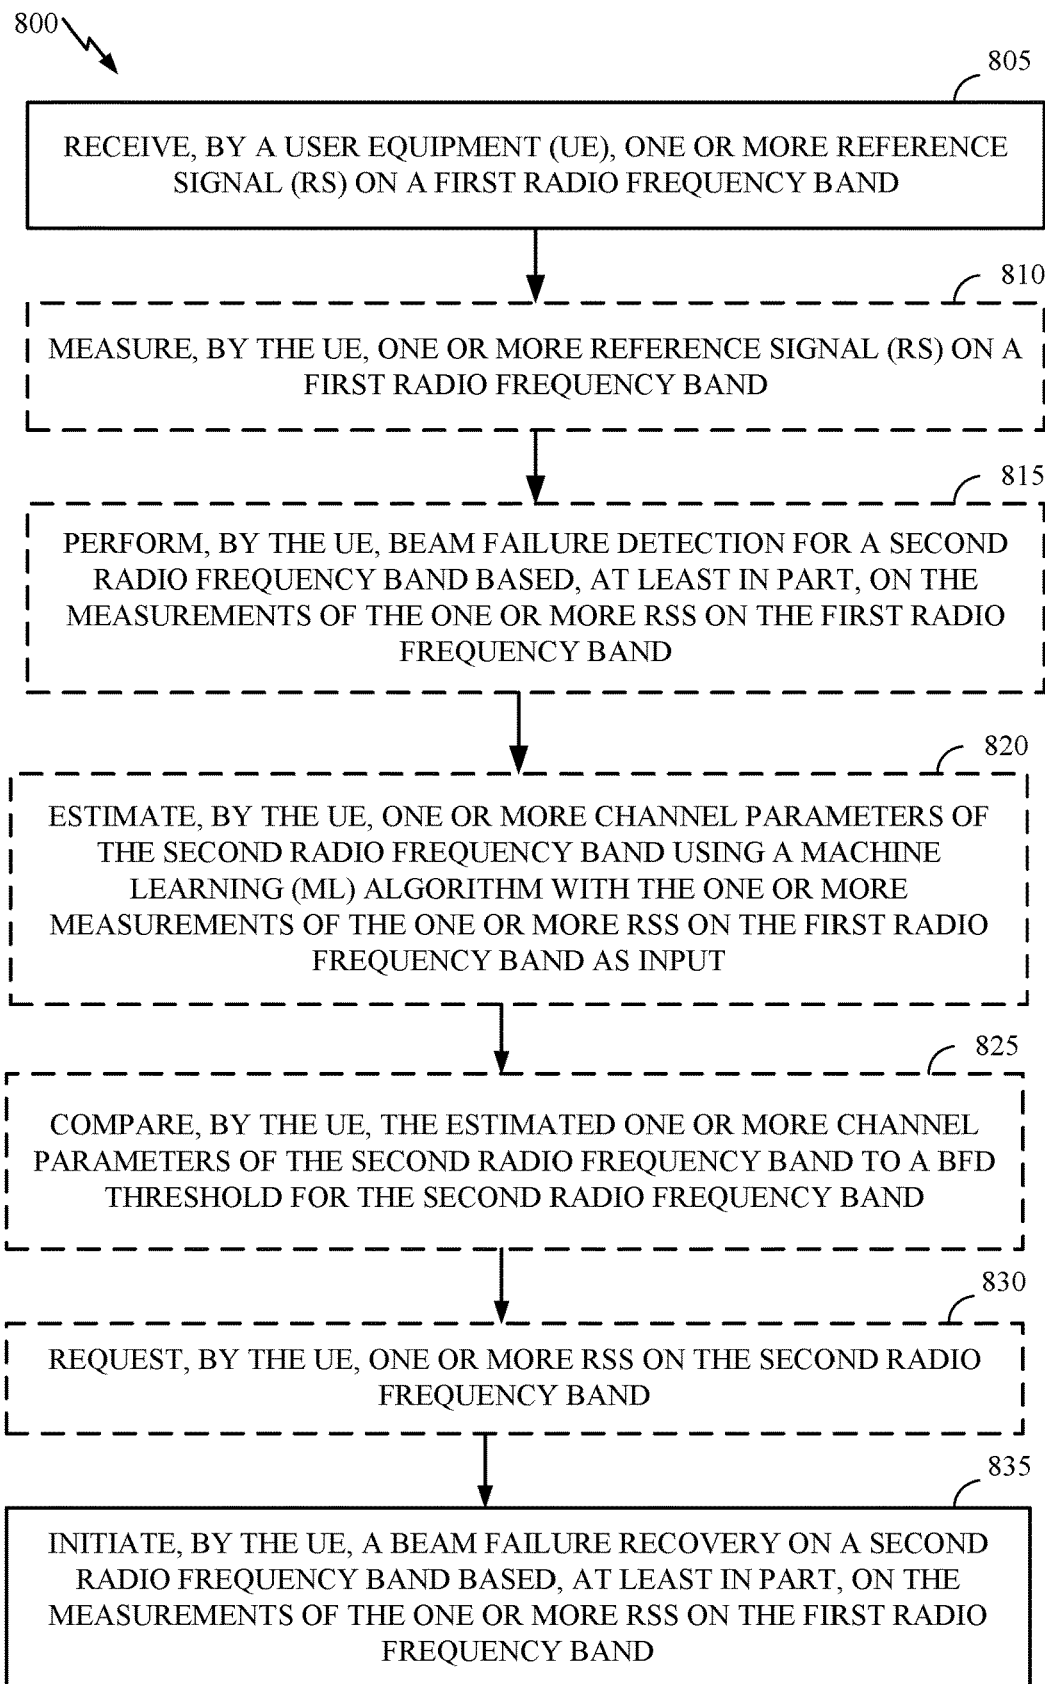 800
805
RECEIVE, BY A USER EQUIPMENT (UE), ONE OR MORE REFERENCE
SIGNAL (RS) ON A FIRST RADIO FREQUENCY BAND
810
MEASURE, BY THE UE, ONE OR MORE REFERENCE SIGNAL (RS) ON A
FIRST RADIO FREQUENCY BAND
815
PERFORM, BY THE UE, BEAM FAILURE DETECTION FOR A SECOND
RADIO FREQUENCY BAND BASED, AT LEAST IN PART, ON THE
MEASUREMENTS OF THE ONE OR MORE RSS ON THE FIRST RADIO
FREQUENCY BAND
820
ESTIMATE, BY THE UE, ONE OR MORE CHANNEL PARAMETERS OF
THE SECOND RADIO FREQUENCY BAND USING A MACHINE
LEARNING (ML) ALGORITHM WITH THE ONE OR MORE
MEASUREMENTS OF THE ONE OR MORE RSS ON THE FIRST RADIO
FREQUENCY BAND AS INPUT
825
COMPARE, BY THE UE, THE ESTIMATED ONE OR MORE CHANNEL
PARAMETERS OF THE SECOND RADIO FREQUENCY BAND TO A BFD
THRESHOLD FOR THE SECOND RADIO FREQUENCY BAND
830
REQUEST, BY THE UE, ONE OR MORE RSS ON THE SECOND RADIO
FREQUENCY BAND
835
INITIATE, BY THE UE, A BEAM FAILURE RECOVERY ON A SECOND
RADIO FREQUENCY BAND BASED, AT LEAST IN PART, ON THE
MEASUREMENTS OF THE ONE OR MORE RSS ON THE FIRST RADIO
FREQUENCY BAND